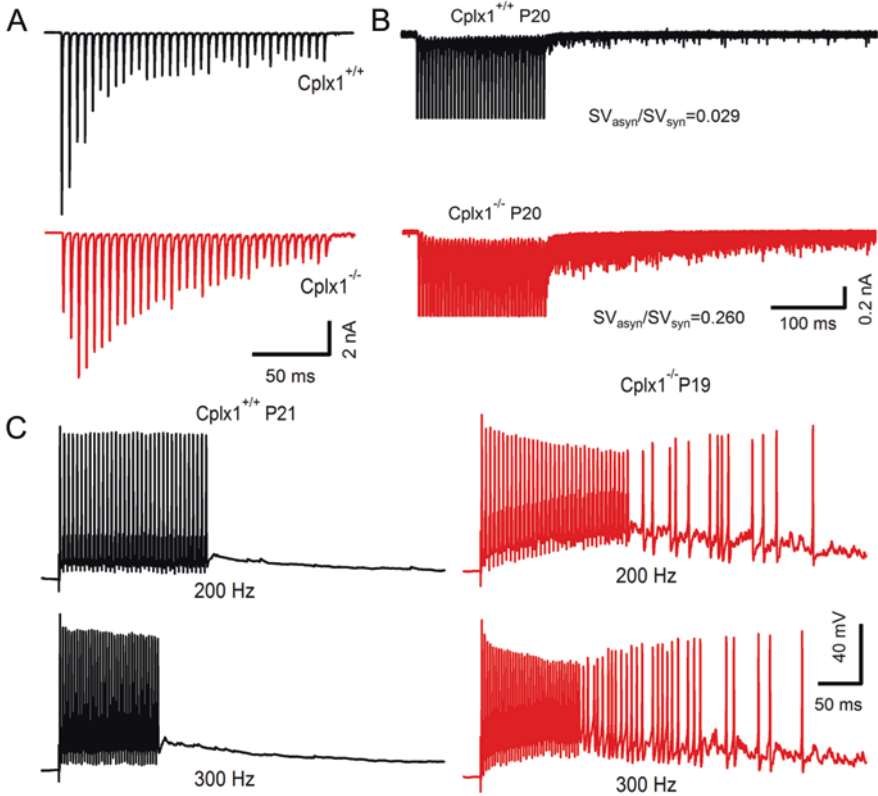 A
Cplx1+/+
Cplx1-/-
2 nA
50 ms
B
Cplx1+/+ P20
SVasyn/SVsyn=0.029
Cplx1-/- P20
SVasyn/SVsyn=0.260
100 ms
0.2 nA
C
Cplx1+/+ P21
Cplx1-/-P19
200 Hz
200 Hz
300 Hz
300 Hz
40 mV
50 ms